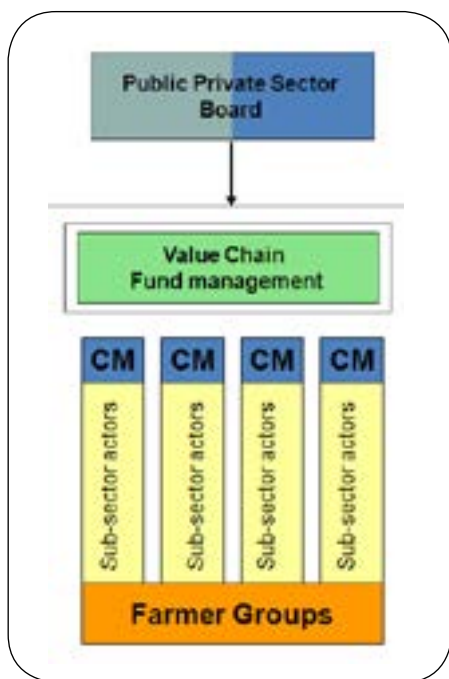 Public Private Sector
Board
Value Chain
Fund management
CM CM CM CM
Sub-sector actors
Sub-sector actors
Sub-sector actors
Sub-sector actors
Farmer Groups